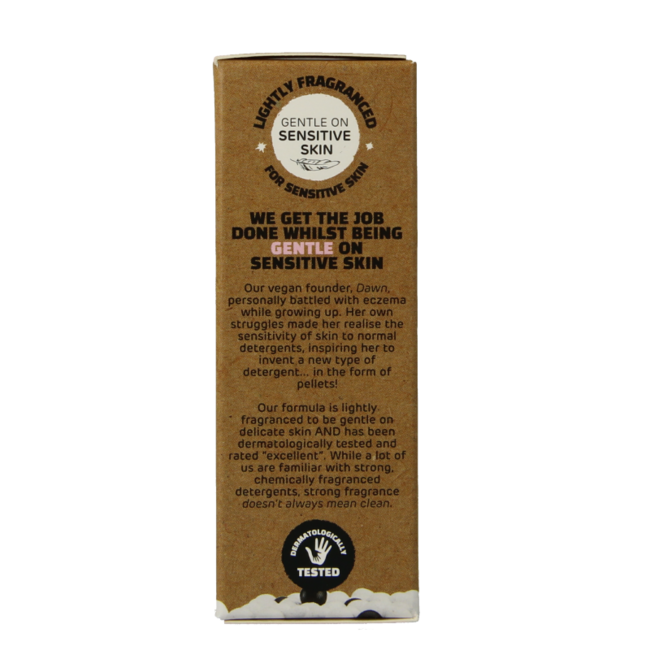 LIGHTLY FRAGRANCED
GENTLE ON
SENSITIVE
SKIN
FOR SENSITIVE SKIN
WE GET THE JOB
DONE WHILST BEING
GENTLE ON
SENSITIVE SKIN
Our vegan founder, Dawn,
personally battled with eczema
while growing up. Her own
struggles made her realise the
sensitivity of skin to normal
detergents, inspiring her to
invent a new type of
detergent... in the form of
pellets!
Our formula is lightly
fragranced to be gentle on
delicate skin AND has been
dermatologically tested and
rated "excellent". While a lot of
us are familiar with strong,
chemically fragranced
detergents, strong fragrance
doesn't always mean clean.
DERMATOLOGICALLY
TESTED